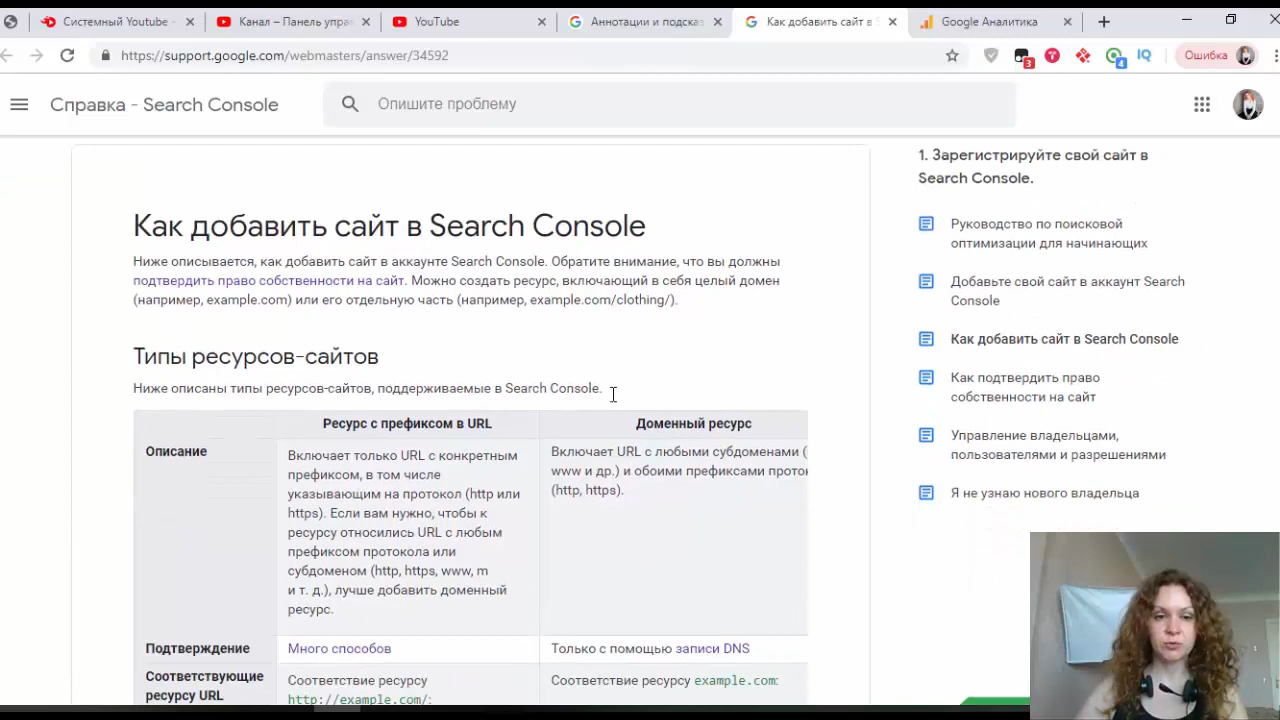 Системный Youtube -
Канал – Панель упра
YouTube
Аннотации и подсказ
Как добавить сайт в S
Google Аналитика
https://support.google.com/webmasters/answer/34592
3
4
IQ
Ошибка
Справка - Search Console
Опишите проблему
Как добавить сайт в Search Console
Ниже описывается, как добавить сайт в аккаунте Search Console. Обратите внимание, что вы должны
подтвердить право собственности на сайт. Можно создать ресурс, включающий в себя целый домен
(например, example.com) или его отдельную часть (например, example.com/clothing/).
Типы ресурсов-сайтов
Ниже описаны типы ресурсов-сайтов, поддерживаемые в Search Console.
Ресурс с префиксом в URL
Доменный ресурс
Описание
Включает только URL с конкретным
префиксом, в том числе
указывающим на протокол (http или
https). Если вам нужно, чтобы к
ресурсу относились URL с любым
префиксом протокола или
субдоменом (http, https, www, m
и т. д.), лучше добавить доменный
ресурс.
Включает URL с любыми субдоменами (
www и др.) и обоими префиксами проток
(http, https).
Подтверждение
Много способов
Только с помощью записи DNS
Соответствующие
ресурсу URL
Соответствие ресурсу
http://example.com/:
Соответствие ресурсу example.com:
1. Зарегистрируйте свой сайт в
Search Console.
Руководство по поисковой
оптимизации для начинающих
Добавьте свой сайт в аккаунт Search
Console
Как добавить сайт в Search Console
Как подтвердить право
собственности на сайт
Управление владельцами,
пользователями и разрешениями
Я не узнаю нового владельца